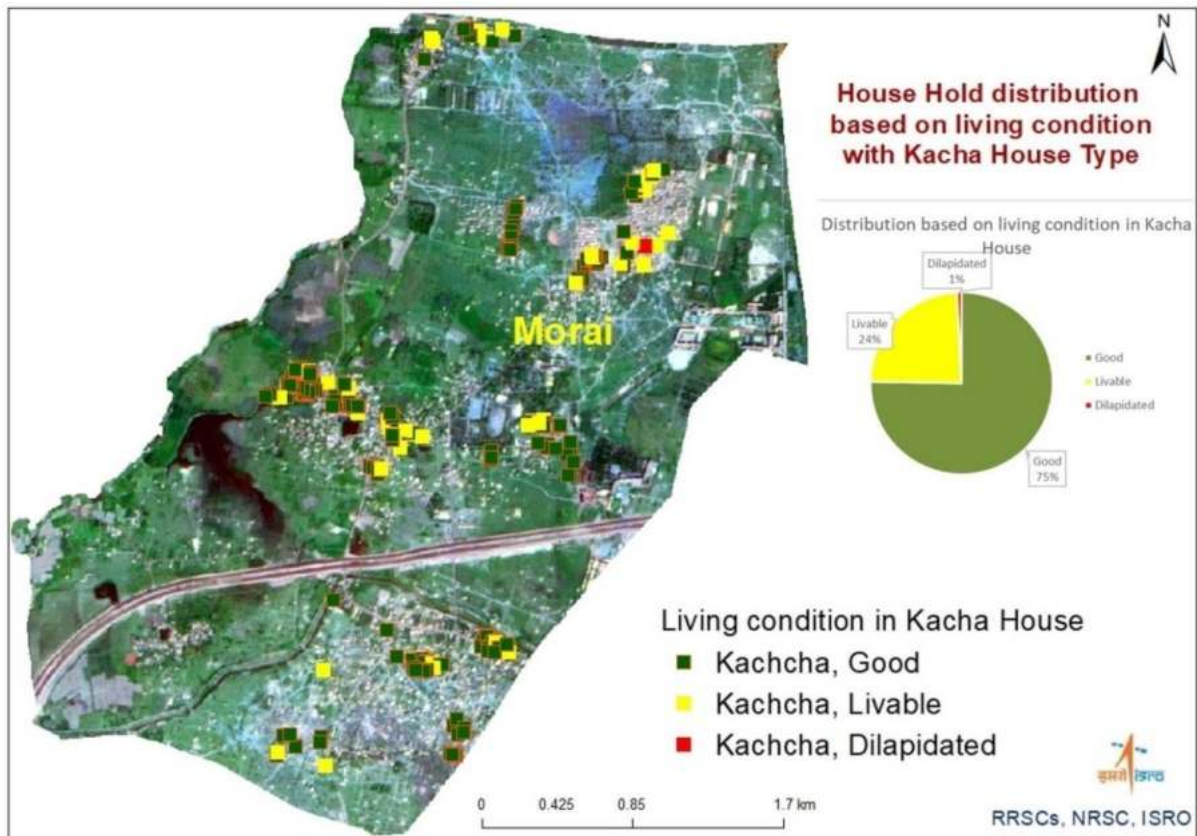 N
House Hold distribution
based on living condition
with Kacha House Type
Distribution based on living condition in Kacha
House
Dilapidated
1%
Livable
24%
Good
Livable
Dilapidated
Good
75%
Morai
Living condition in Kacha House
Kachcha, Good
Kachcha, Livable
Kachcha, Dilapidated
0 0.425 0.85 1.7 km
इसरो isro
RRSCs, NRSC, ISRO